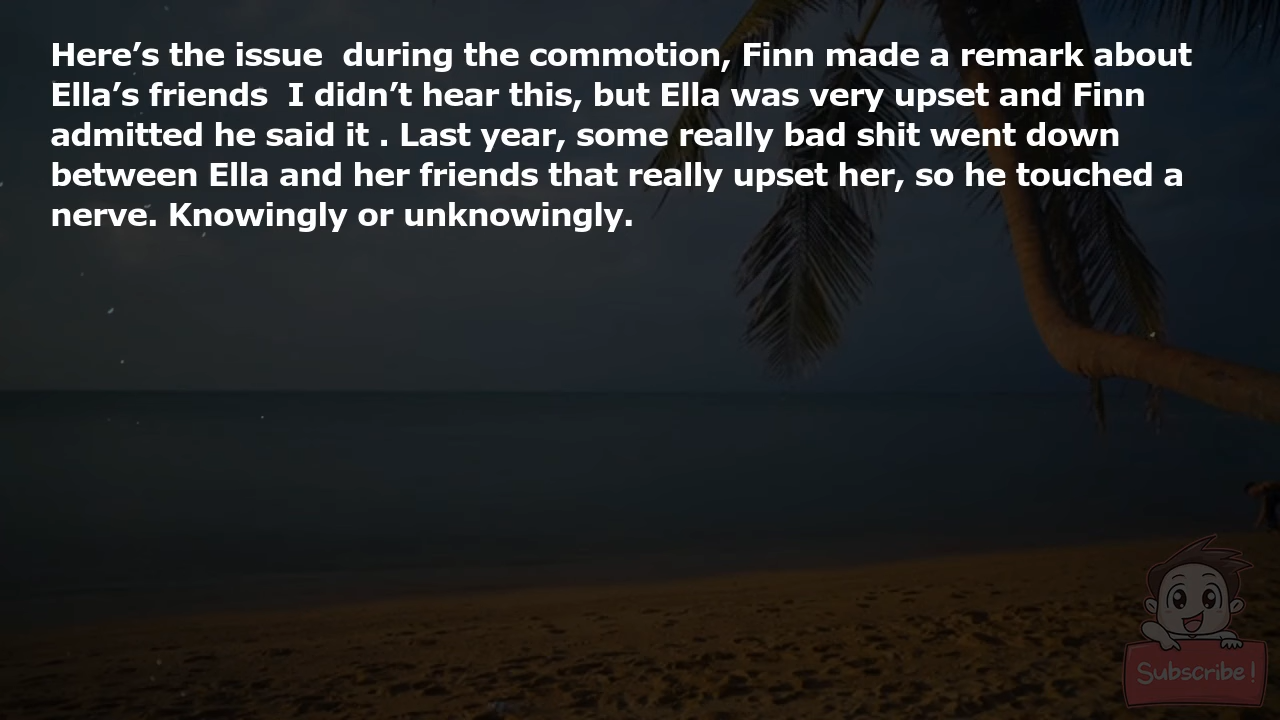 Here’s the issue  during the commotion, Finn made a remark about
Ella’s friends  I didn’t hear this, but Ella was very upset and Finn
admitted he said it . Last year, some really bad shit went down
between Ella and her friends that really upset her, so he touched a
nerve. Knowingly or unknowingly.
Subscribe!